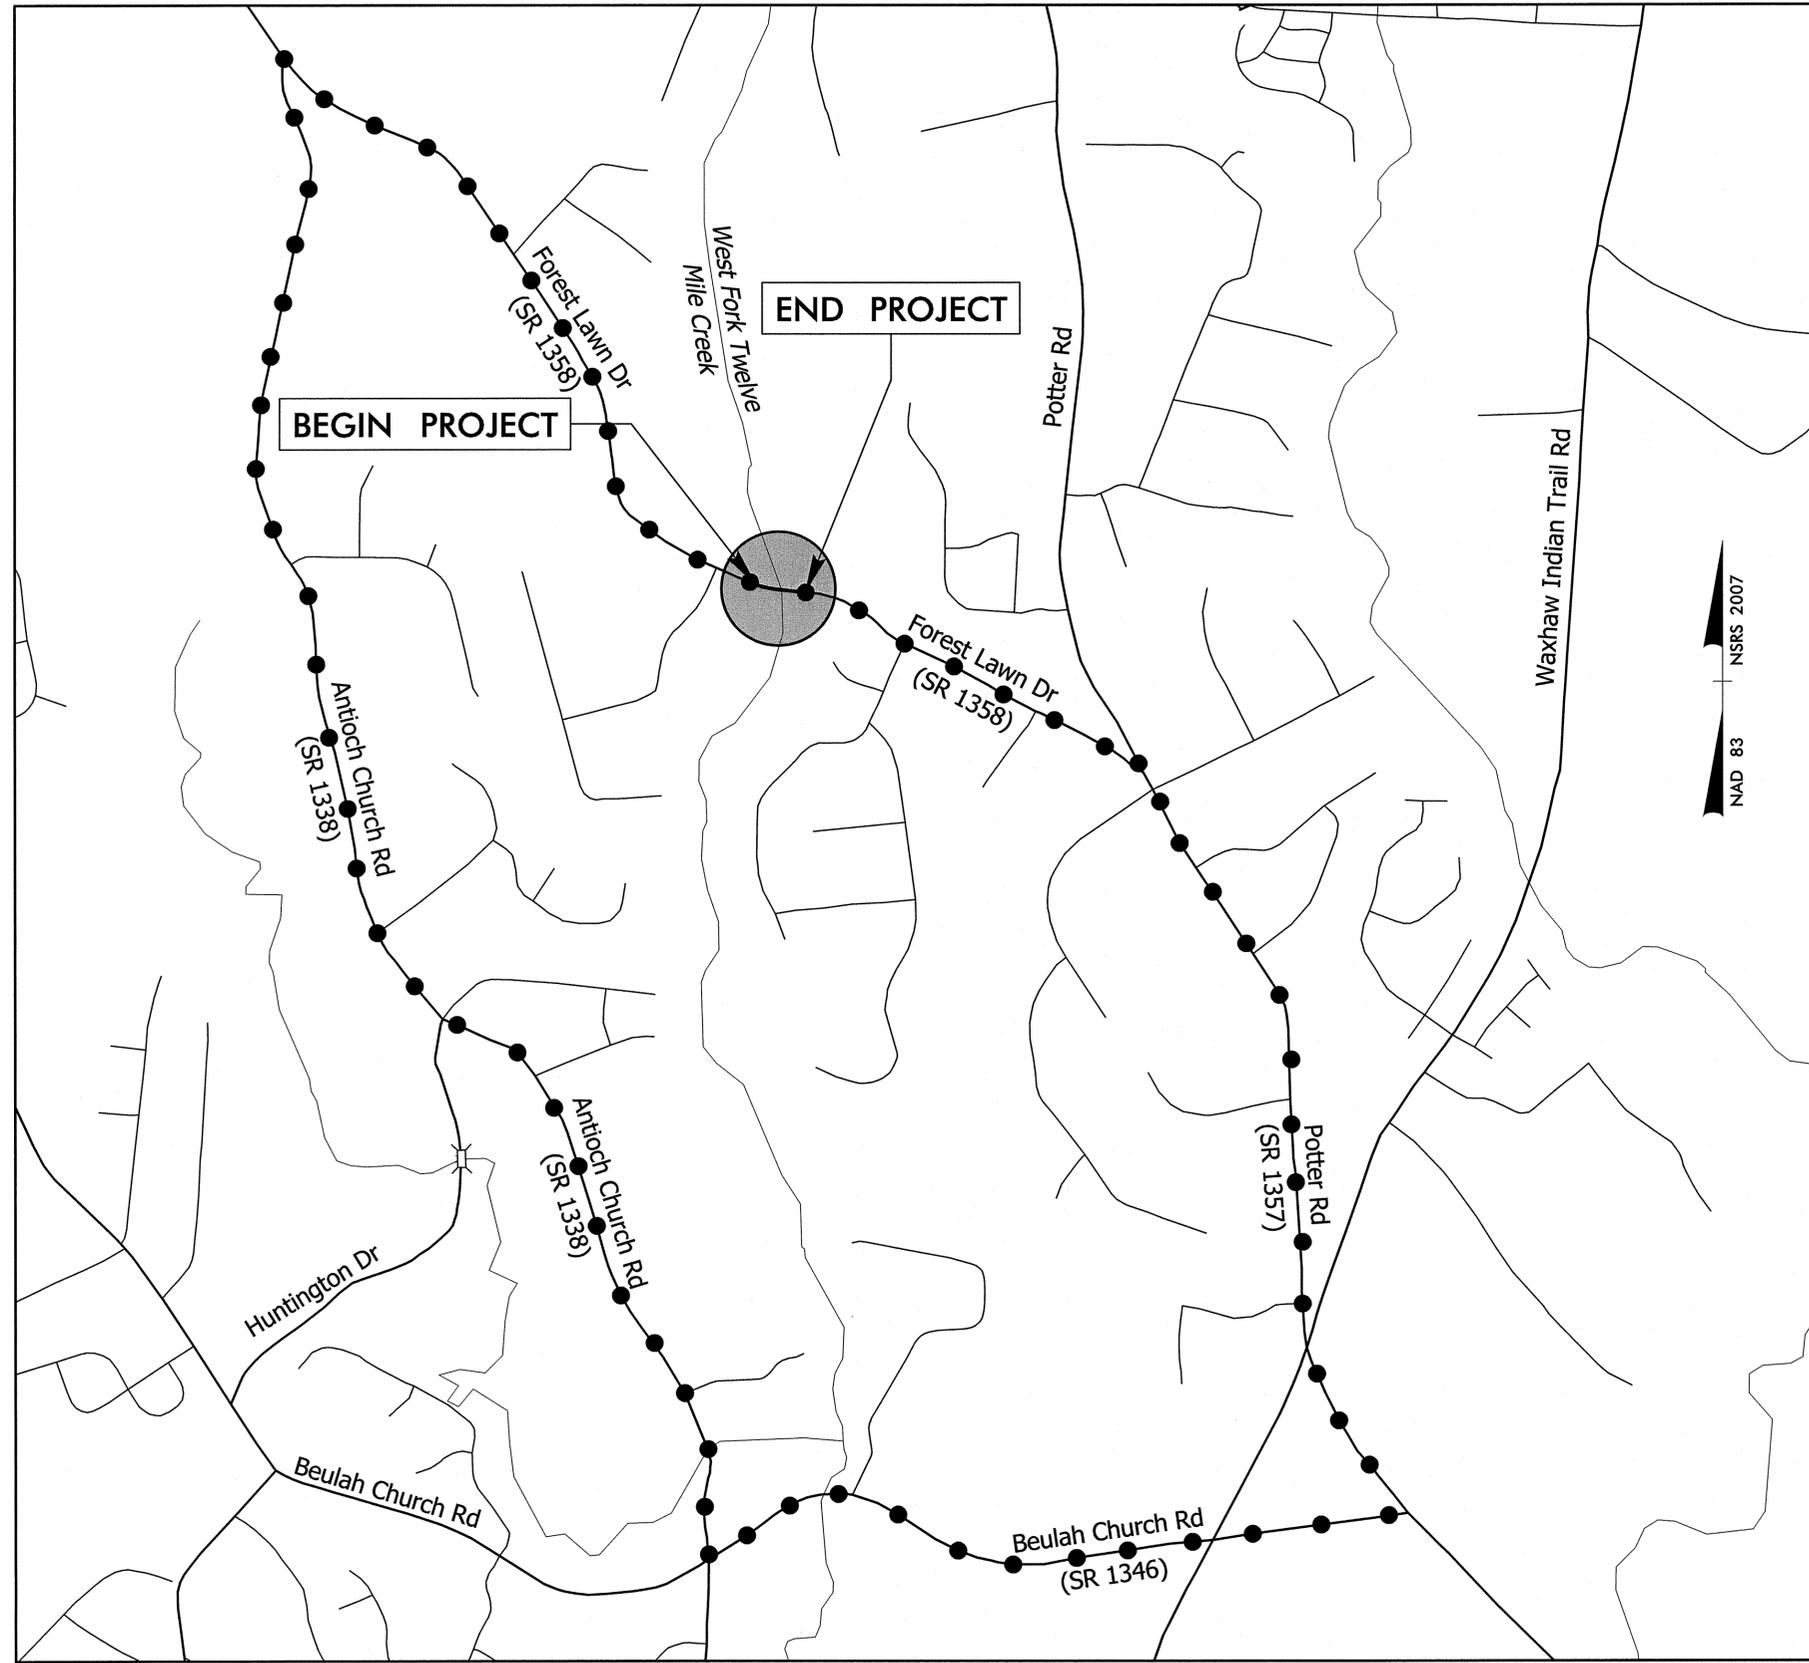 West Fork Twelve
Mile Creek
Forest Lawn Dr
(SR 1358)
END PROJECT
BEGIN PROJECT
Potter Rd
Waxhaw Indian Trail Rd
NSRS 2007
NAD 83
Forest Lawn Dr
(SR 1358)
Antioch Church Rd
(SR 1338)
Antioch Church Rd
(SR 1338)
Potter Rd
(SR 1357)
Huntington Dr
Beulah Church Rd
Beulah Church Rd
(SR 1346)